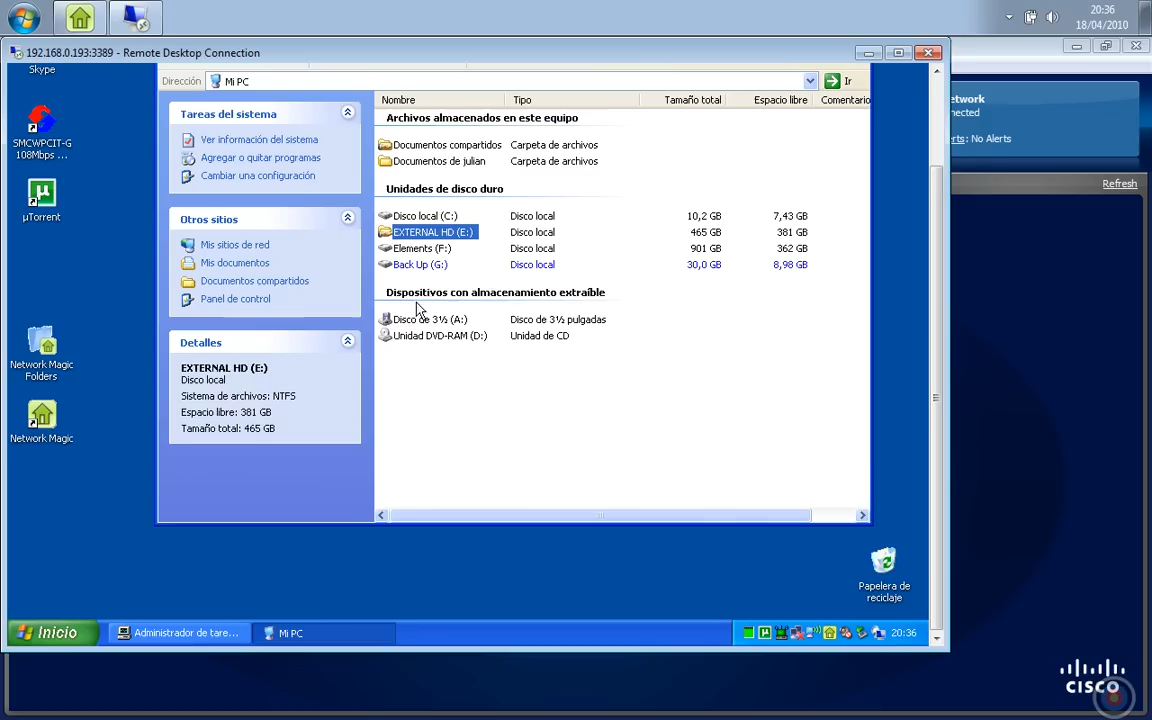 20:36
18/04/2010
192.168.0.193:3389 - Remote Desktop Connection
Skype
SMCWPCIT-G
108Mbps ...
µTorrent
Network Magic
Folders
Network Magic
Dirección Mi PC Ir
Tareas del sistema
Ver información del sistema
Agregar o quitar programas
Cambiar una configuración
Otros sitios
Mis sitios de red
Mis documentos
Documentos compartidos
Panel de control
Detalles
EXTERNAL HD (E:)
Disco local
Sistema de archivos: NTFS
Espacio libre: 381 GB
Tamaño total: 465 GB
Nombre Tipo Tamaño total Espacio libre Comentario
Archivos almacenados en este equipo
Documentos compartidos Carpeta de archivos
Documentos de julian Carpeta de archivos
Unidades de disco duro
Disco local (C:) Disco local 10,2 GB 7,43 GB
EXTERNAL HD (E:) Disco local 465 GB 381 GB
Elements (F:) Disco local 901 GB 362 GB
Back Up (G:) Disco local 30,0 GB 8,98 GB
Dispositivos con almacenamiento extraíble
Disco de 3½ (A:) Disco de 3½ pulgadas
Unidad DVD-RAM (D:) Unidad de CD
Papelera de
reciclaje
Inicio Administrador de tare... Mi PC 20:36
etwork
nected
rts: No Alerts
Refresh
CISCO